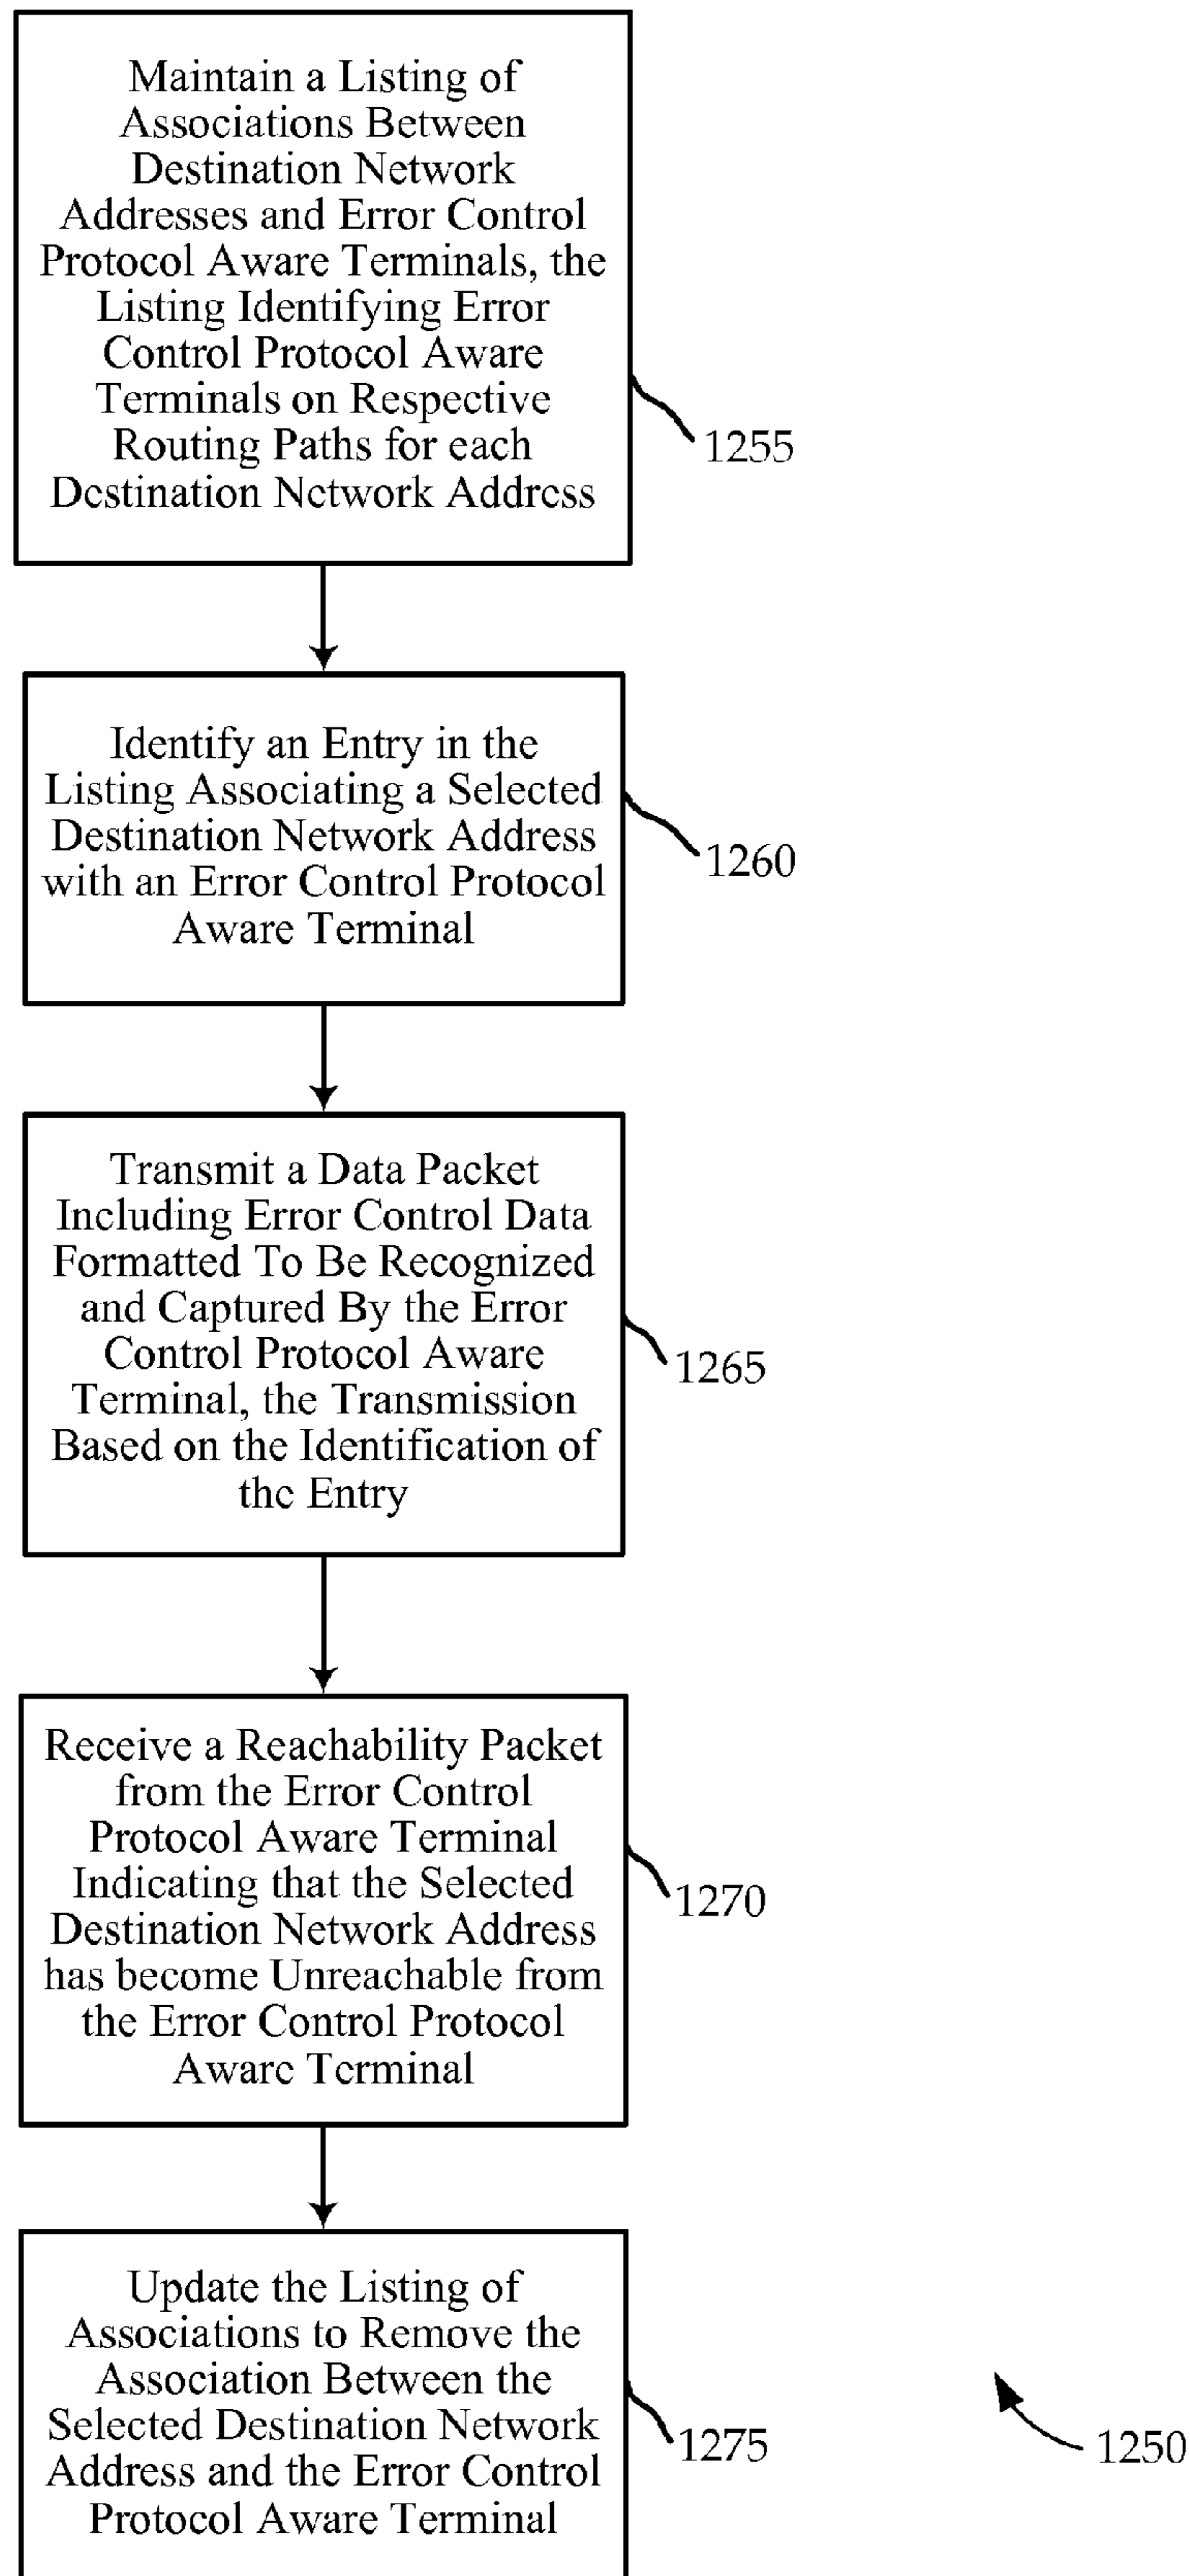 Maintain a Listing of
Associations Between
Destination Network
Addresses and Error Control
Protocol Aware Terminals, the
Listing Identifying Error
Control Protocol Aware
Terminals on Respective
Routing Paths for each
Destination Network Address
1255
Identify an Entry in the
Listing Associating a Selected
Destination Network Address
with an Error Control Protocol
Aware Terminal
1260
Transmit a Data Packet
Including Error Control Data
Formatted To Be Recognized
and Captured By the Error
Control Protocol Aware
Terminal, the Transmission
Based on the Identification of
the Entry
1265
Receive a Reachability Packet
from the Error Control
Protocol Aware Terminal
Indicating that the Selected
Destination Network Address
has become Unreachable from
the Error Control Protocol
Aware Terminal
1270
Update the Listing of
Associations to Remove the
Association Between the
Selected Destination Network
Address and the Error Control
Protocol Aware Terminal
1275
1250